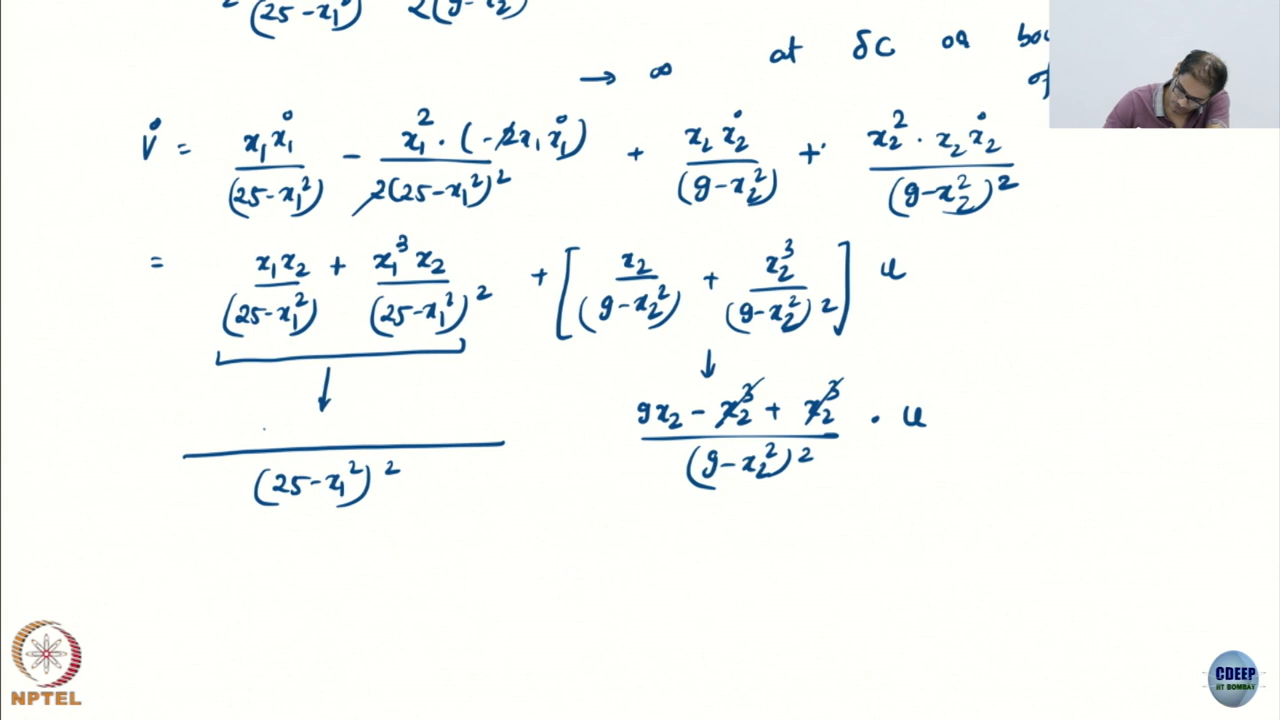 (25-x₁²) 2(9-x₂²)
→ ∞ at δC or
V̇ = x₁ẋ₁/(25-x₁²) - x₁²·(-2x₁ẋ₁)/2(25-x₁²)² + x₂ẋ₂/(9-x₂²) + x₂²·x₂ẋ₂/(9-x₂²)²
= x₁x₂/(25-x₁²) + x₁³x₂/(25-x₁²)² + [x₂/(9-x₂²) + x₂³/(9-x₂²)²] u
↓ ↓
9x₂ - x₂³ + x₂³/(9-x₂²)² · u
(25-x₁²)²
NPTEL
CDEEP
IIT BOMBAY